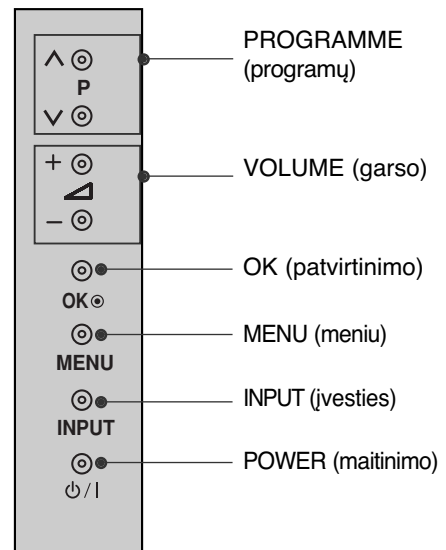 PROGRAMME
(programų)
P
+
VOLUME (garso)
–
OK (patvirtinimo)
OK
MENU (meniu)
MENU
INPUT (įvesties)
INPUT
POWER (maitinimo)
⏻/I